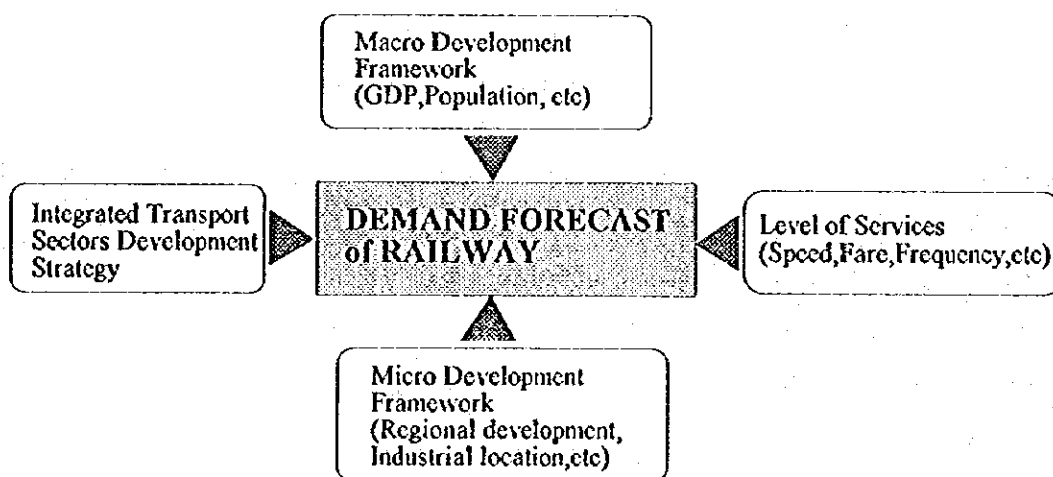 Macro Development
Framework
(GDP,Population, etc)
Integrated Transport
Sectors Development
Strategy
DEMAND FORECAST
of RAILWAY
Level of Services
(Speed,Fare,Frequency,etc)
Micro Development
Framework
(Regional development,
Industrial location,etc)